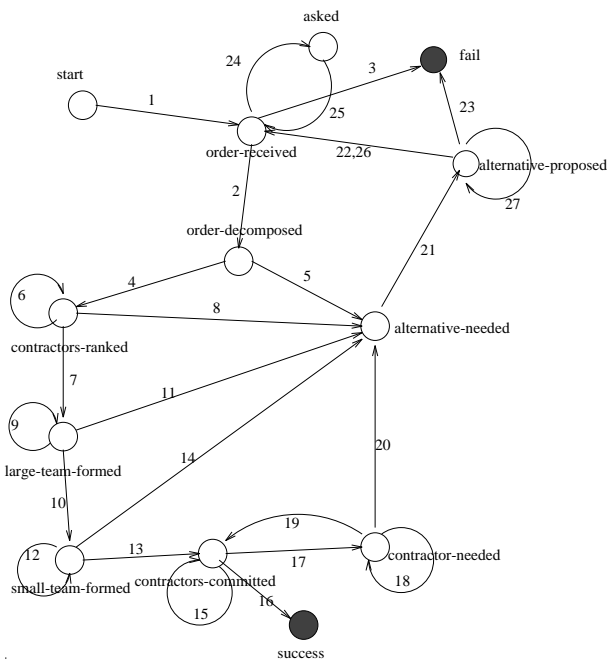 asked
24
3
fail
start
1
25
23
order-received
22,26
alternative-proposed
2
27
order-decomposed
21
4
5
6
8
alternative-needed
contractors-ranked
7
11
9
14
20
large-team-formed
10
19
12
13
17
contractor-needed
small-team-formed
contractors-committed
18
15
16
success